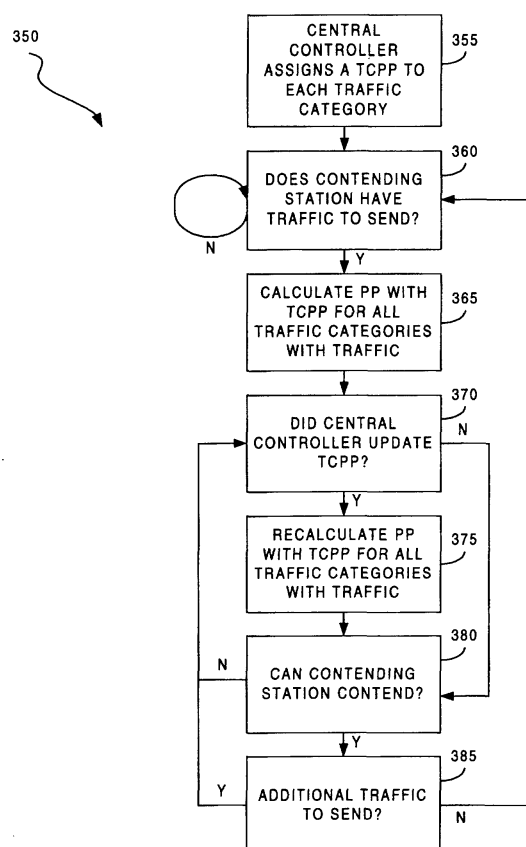 350
CENTRAL
CONTROLLER
ASSIGNS A TCPP TO
EACH TRAFFIC
CATEGORY
355
DOES CONTENDING
STATION HAVE
TRAFFIC TO SEND?
360
N
Y
CALCULATE PP WITH
TCPP FOR ALL
TRAFFIC CATEGORIES
WITH TRAFFIC
365
DID CENTRAL
CONTROLLER UPDATE
TCPP?
370
N
Y
RECALCULATE PP
WITH TCPP FOR ALL
TRAFFIC CATEGORIES
WITH TRAFFIC
375
CAN CONTENDING
STATION CONTEND?
380
N
Y
ADDITIONAL TRAFFIC
TO SEND?
385
Y
N